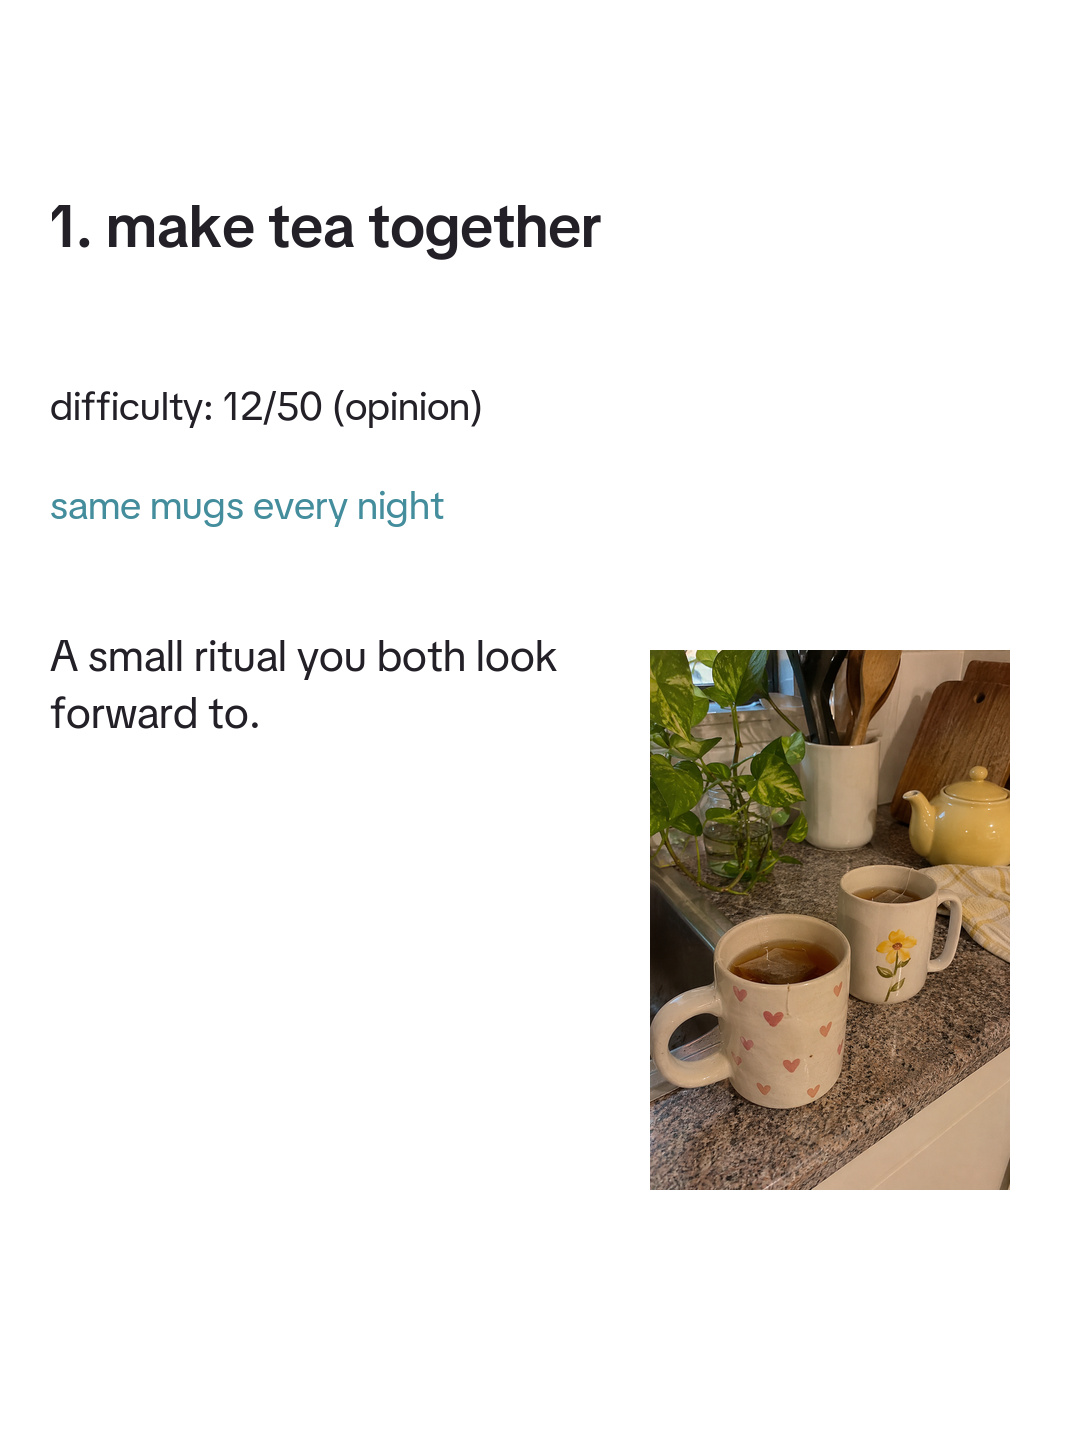 1. make tea together
difficulty: 12/50 (opinion)
same mugs every night
A small ritual you both look
forward to.